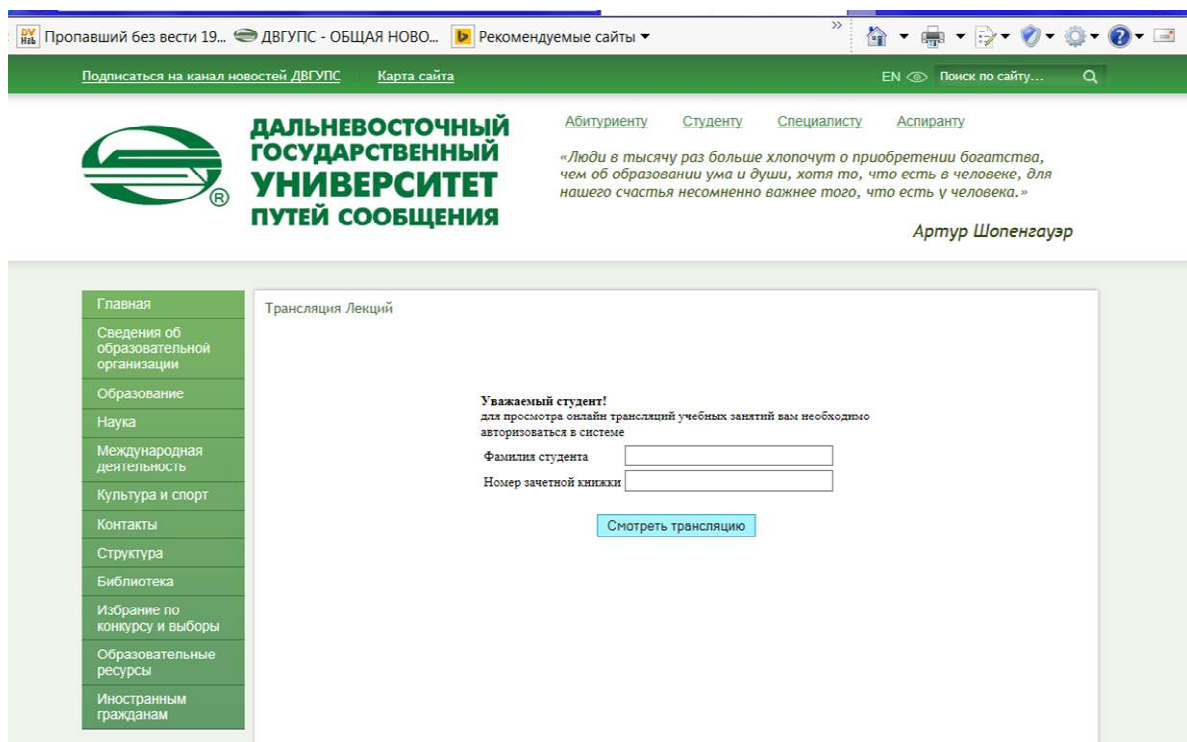 DV
Наь
Пропавший без вести 19...
ДВГУПС - ОБЩАЯ НОВО...
Рекомендуемые сайты
Подписаться на канал новостей ДВГУПС
Карта сайта
EN
Поиск по сайту...
ДАЛЬНЕВОСТОЧНЫЙ
ГОСУДАРСТВЕННЫЙ
УНИВЕРСИТЕТ
ПУТЕЙ СООБЩЕНИЯ
®
Абитуриенту
Студенту
Специалисту
Аспиранту
«Люди в тысячу раз больше хлопочут о приобретении богатства,
чем об образовании ума и души, хотя то, что есть в человеке, для
нашего счастья несомненно важнее того, что есть у человека.»
Артур Шопенгауэр
Главная
Сведения об
образовательной
организации
Образование
Наука
Международная
деятельность
Культура и спорт
Контакты
Структура
Библиотека
Избрание по
конкурсу и выборы
Образовательные
ресурсы
Иностранным
гражданам
Трансляция Лекций
Уважаемый студент!
для просмотра онлайн трансляций учебных занятий вам необходимо
авторизоваться в системе
Фамилия студента
Номер зачетной книжки
Смотреть трансляцию